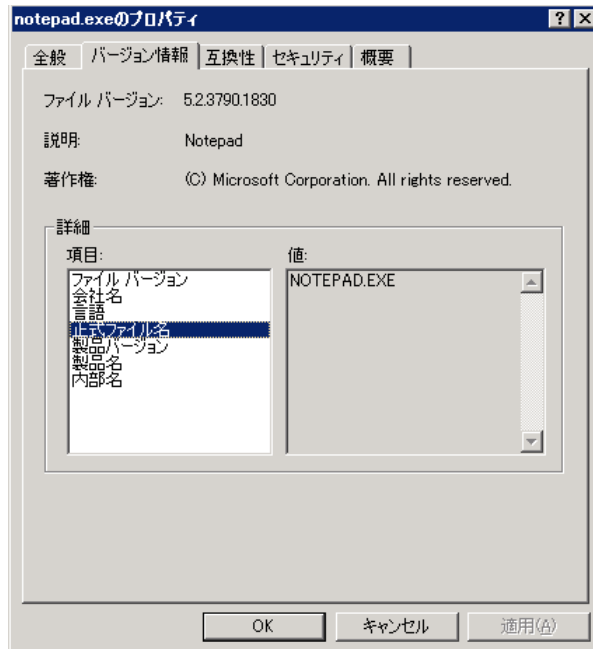 notepad.exeのプロパティ
全般 バージョン情報 互換性 セキュリティ 概要
ファイル バージョン: 5.2.3790.1830
説明: Notepad
著作権: (C) Microsoft Corporation. All rights reserved.
詳細
項目: 値:
ファイル バージョン NOTEPAD.EXE
会社名
言語
正式ファイル名
製品バージョン
製品名
内部名
OK キャンセル 適用(A)